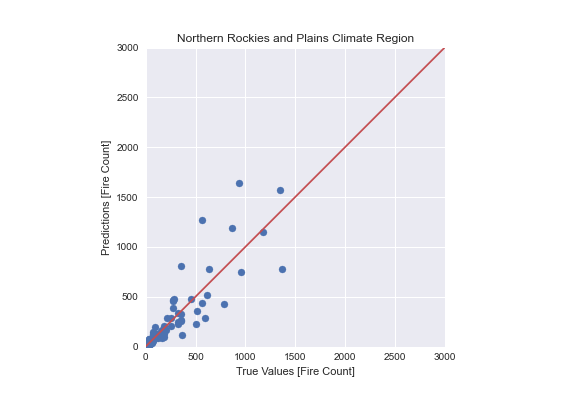 Northern Rockies and Plains Climate Region
Predictions [Fire Count]
3000
2500
2000
1500
1000
500
0
0 500 1000 1500 2000 2500 3000
True Values [Fire Count]